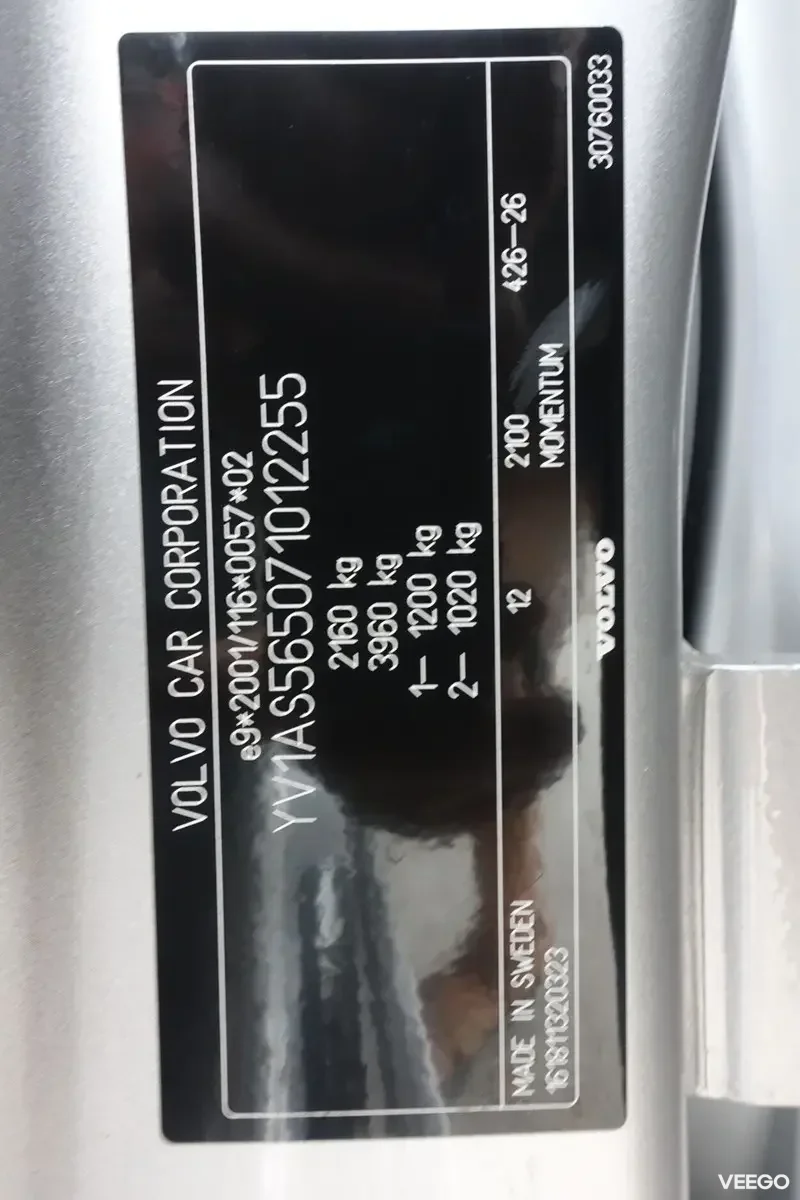 VOLVO CAR CORPORATION
e9*2001/116*0057*02
YV1AS565071012255
2160 kg
3960 kg
1– 1200 kg
2– 1020 kg
MADE IN SWEDEN 12 2100 426–26
161811320323 MOMENTUM
VOLVO 30760033
VEEGO